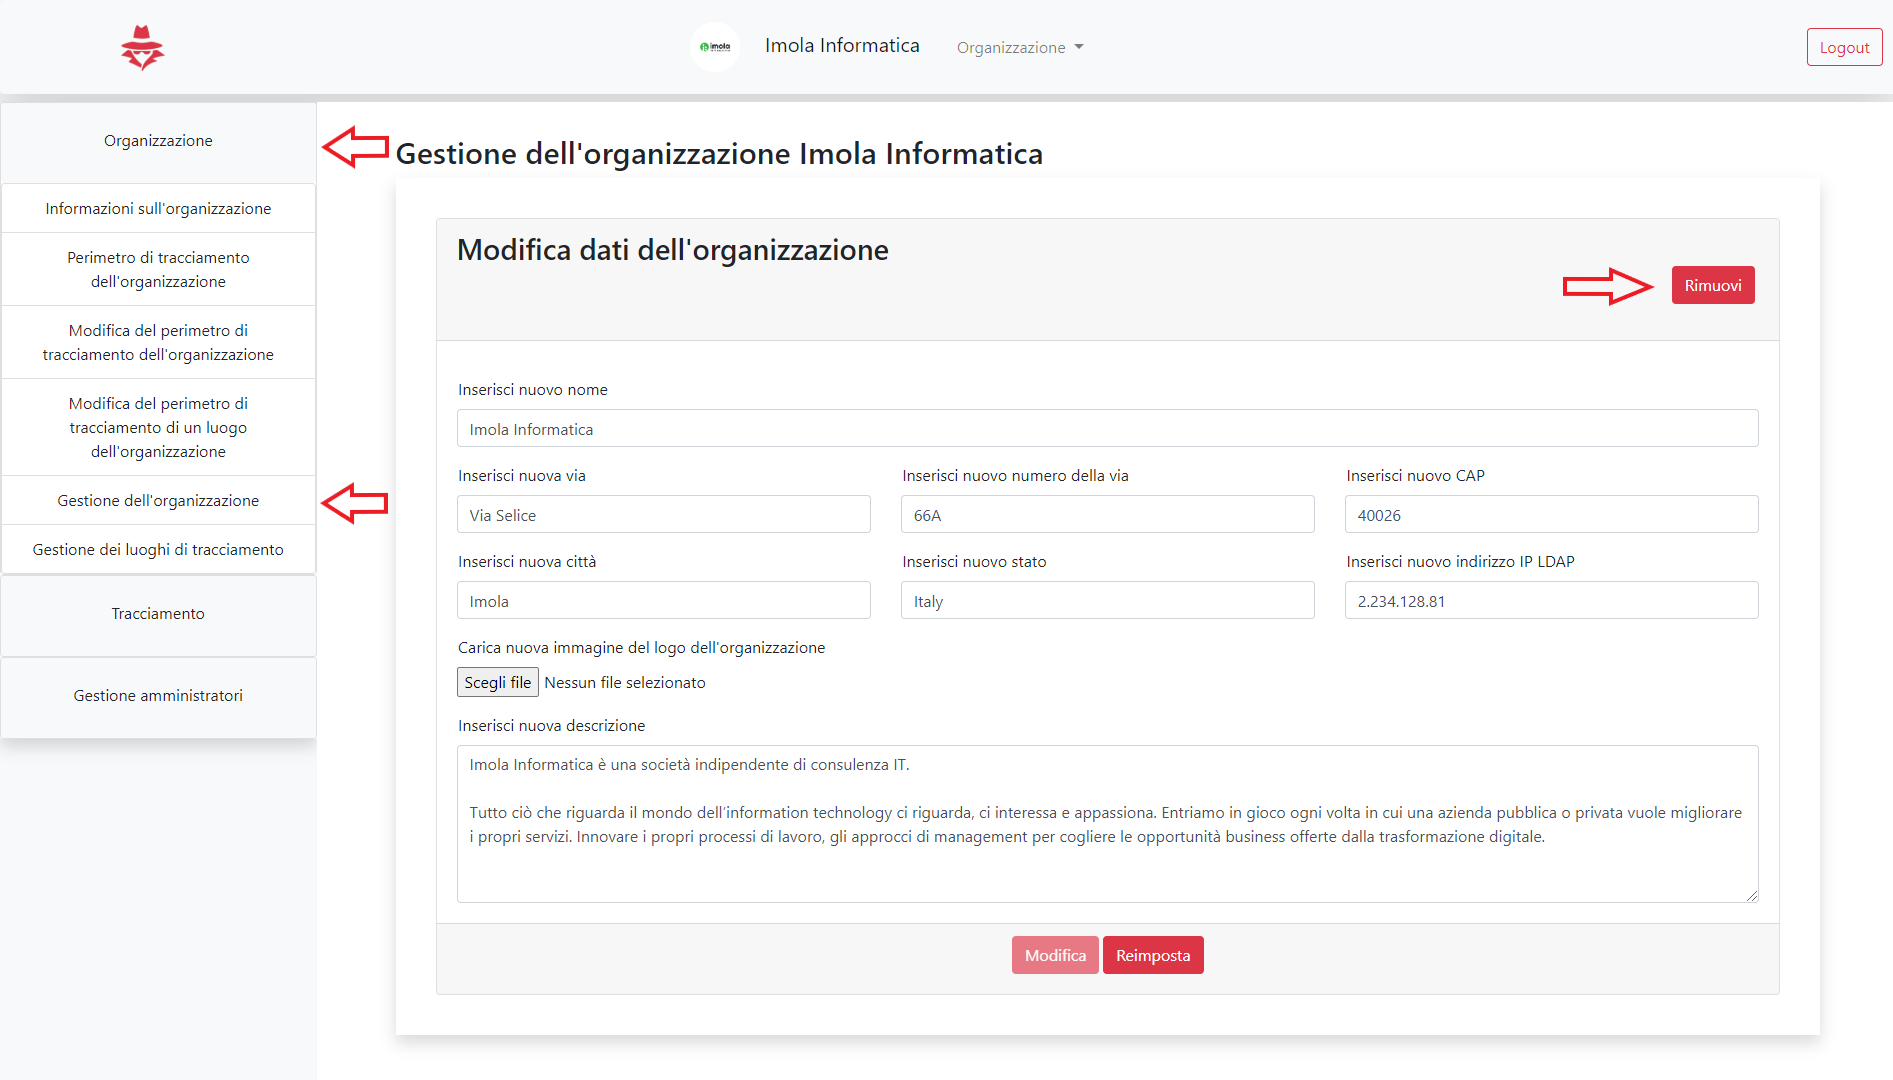 imola
Imola Informatica
Organizzazione
Logout
Organizzazione
Informazioni sull'organizzazione
Perimetro di tracciamento
dell'organizzazione
Modifica del perimetro di
tracciamento dell'organizzazione
Modifica del perimetro di
tracciamento di un luogo
dell'organizzazione
Gestione dell'organizzazione
Gestione dei luoghi di tracciamento
Tracciamento
Gestione amministratori
Gestione dell'organizzazione Imola Informatica
Modifica dati dell'organizzazione
Rimuovi
Inserisci nuovo nome
Imola Informatica
Inserisci nuova via
Inserisci nuovo numero della via
Inserisci nuovo CAP
Via Selice
66A
40026
Inserisci nuova città
Inserisci nuovo stato
Inserisci nuovo indirizzo IP LDAP
Imola
Italy
2.234.128.81
Carica nuova immagine del logo dell'organizzazione
Scegli file Nessun file selezionato
Inserisci nuova descrizione
Imola Informatica è una società indipendente di consulenza IT.
Tutto ciò che riguarda il mondo dell’information technology ci riguarda, ci interessa e appassiona. Entriamo in gioco ogni volta in cui una azienda pubblica o privata vuole migliorare
i propri servizi. Innovare i propri processi di lavoro, gli approcci di management per cogliere le opportunità business offerte dalla trasformazione digitale.
Modifica
Reimposta